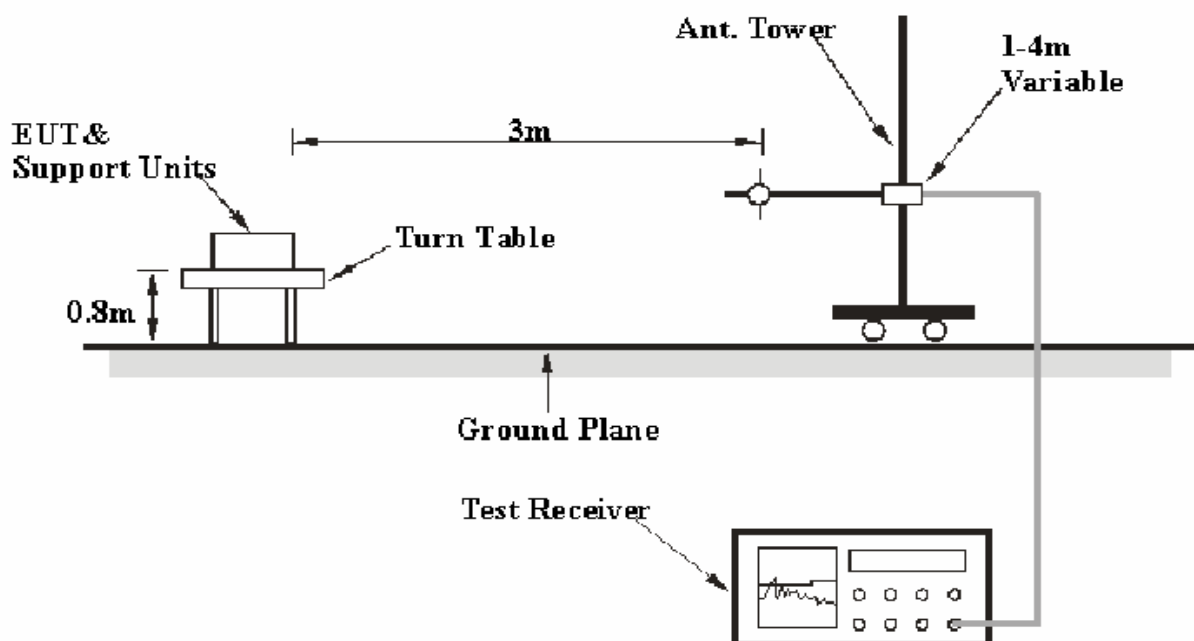 Ant. Tower
1-4m
Variable
3m
EUT&
Support Units
Turn Table
0.8m
Ground Plane
Test Receiver